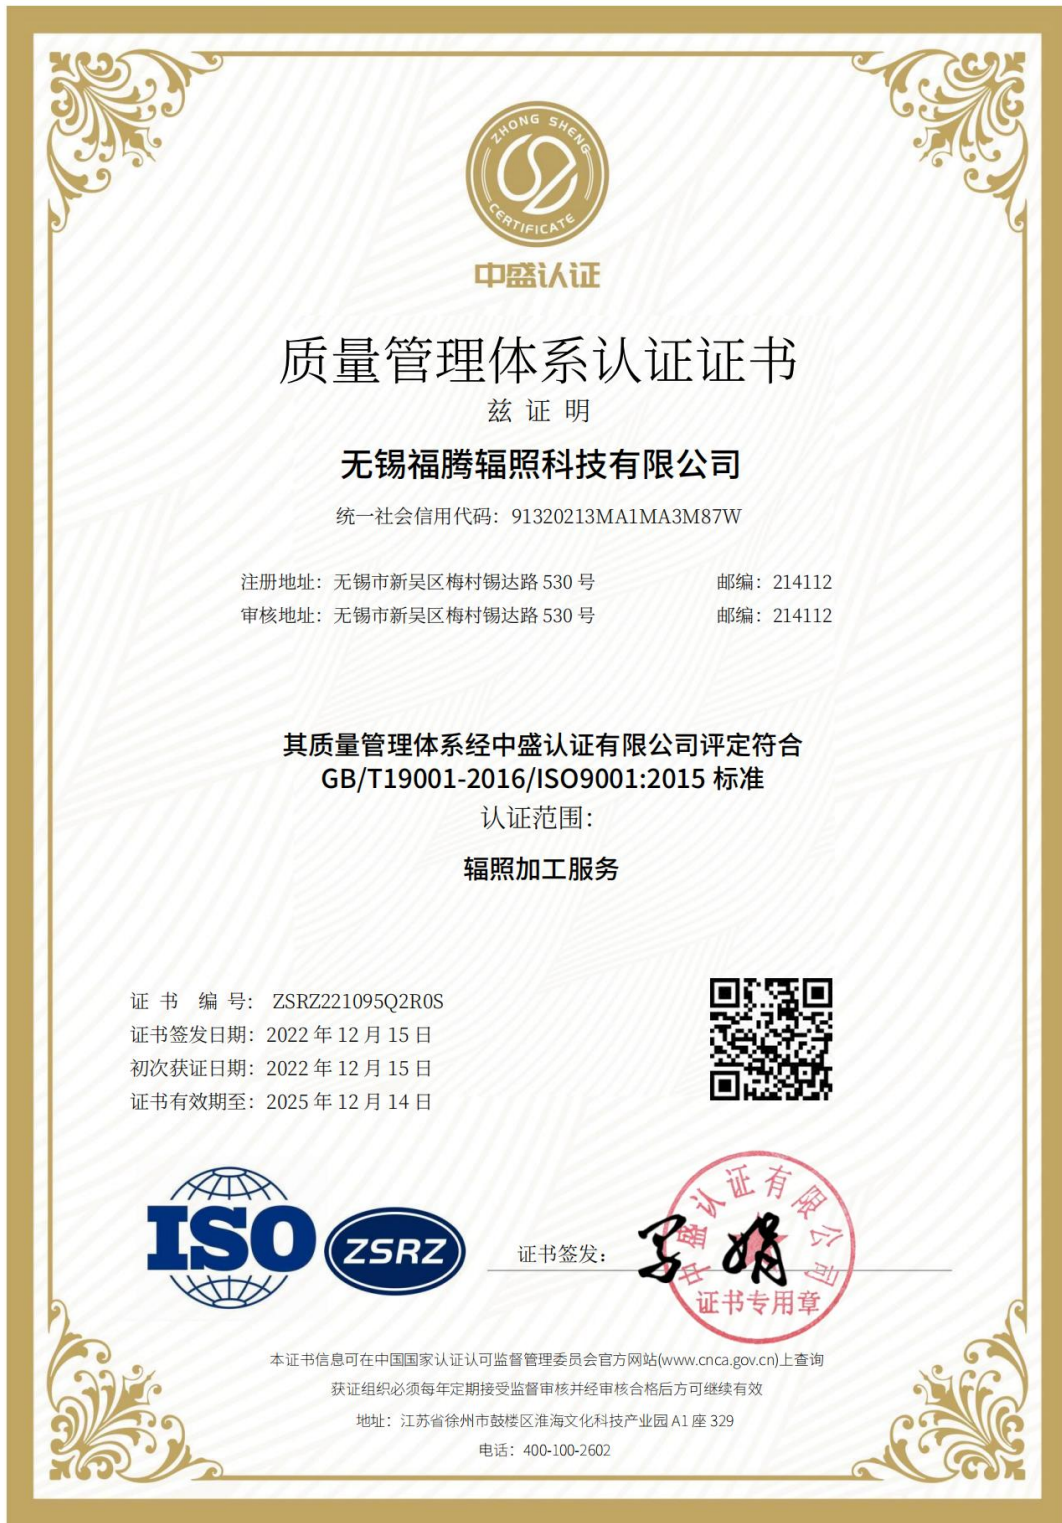 ZHONG SHENG
CERTIFICATE
中盛认证
质量管理体系认证证书
兹 证 明
无锡福腾辐照科技有限公司
统一社会信用代码：91320213MA1MA3M87W
注册地址：无锡市新吴区梅村锡达路 530 号 邮编：214112
审核地址：无锡市新吴区梅村锡达路 530 号 邮编：214112
其质量管理体系经中盛认证有限公司评定符合
GB/T19001-2016/ISO9001:2015 标准
认证范围：
辐照加工服务
证 书 编 号: ZSRZ221095Q2R0S
证书签发日期：2022 年 12 月 15 日
初次获证日期：2022 年 12 月 15 日
证书有效期至：2025 年 12 月 14 日
ISO
ZSRZ
证书签发：
中盛认证有限公司
证书专用章
本证书信息可在中国国家认证认可监督管理委员会官方网站(www.cnca.gov.cn)上查询
获证组织必须每年定期接受监督审核并经审核合格后方可继续有效
地址：江苏省徐州市鼓楼区淮海文化科技产业园 A1 座 329
电话：400-100-2602